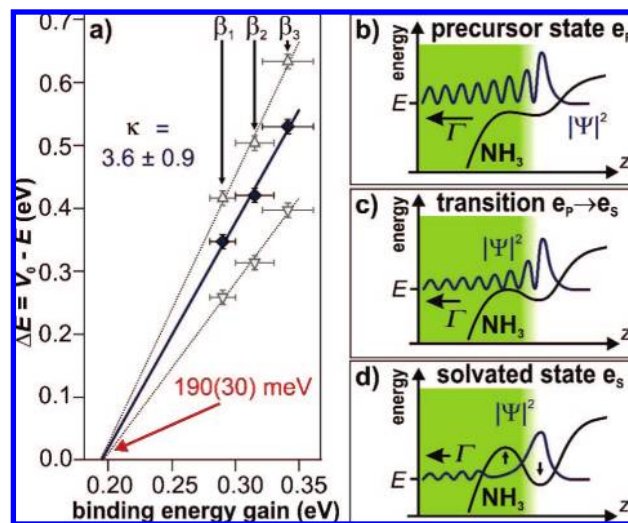 a)
β₁ β₂ β₃
κ =
3.6 ± 0.9
ΔE = V₀ - E (eV)
0.7
0.6
0.5
0.4
0.3
0.2
0.1
0.0
190(30) meV
0.20 0.25 0.30 0.35
binding energy gain (eV)
b) precursor state eₚ
energy
E
Γ
NH₃
|Ψ|²
z
c) transition eₚ→eₛ
energy
|Ψ|²
E
Γ
NH₃
z
d) solvated state eₛ
energy
|Ψ|²
Γ
E
NH₃
z